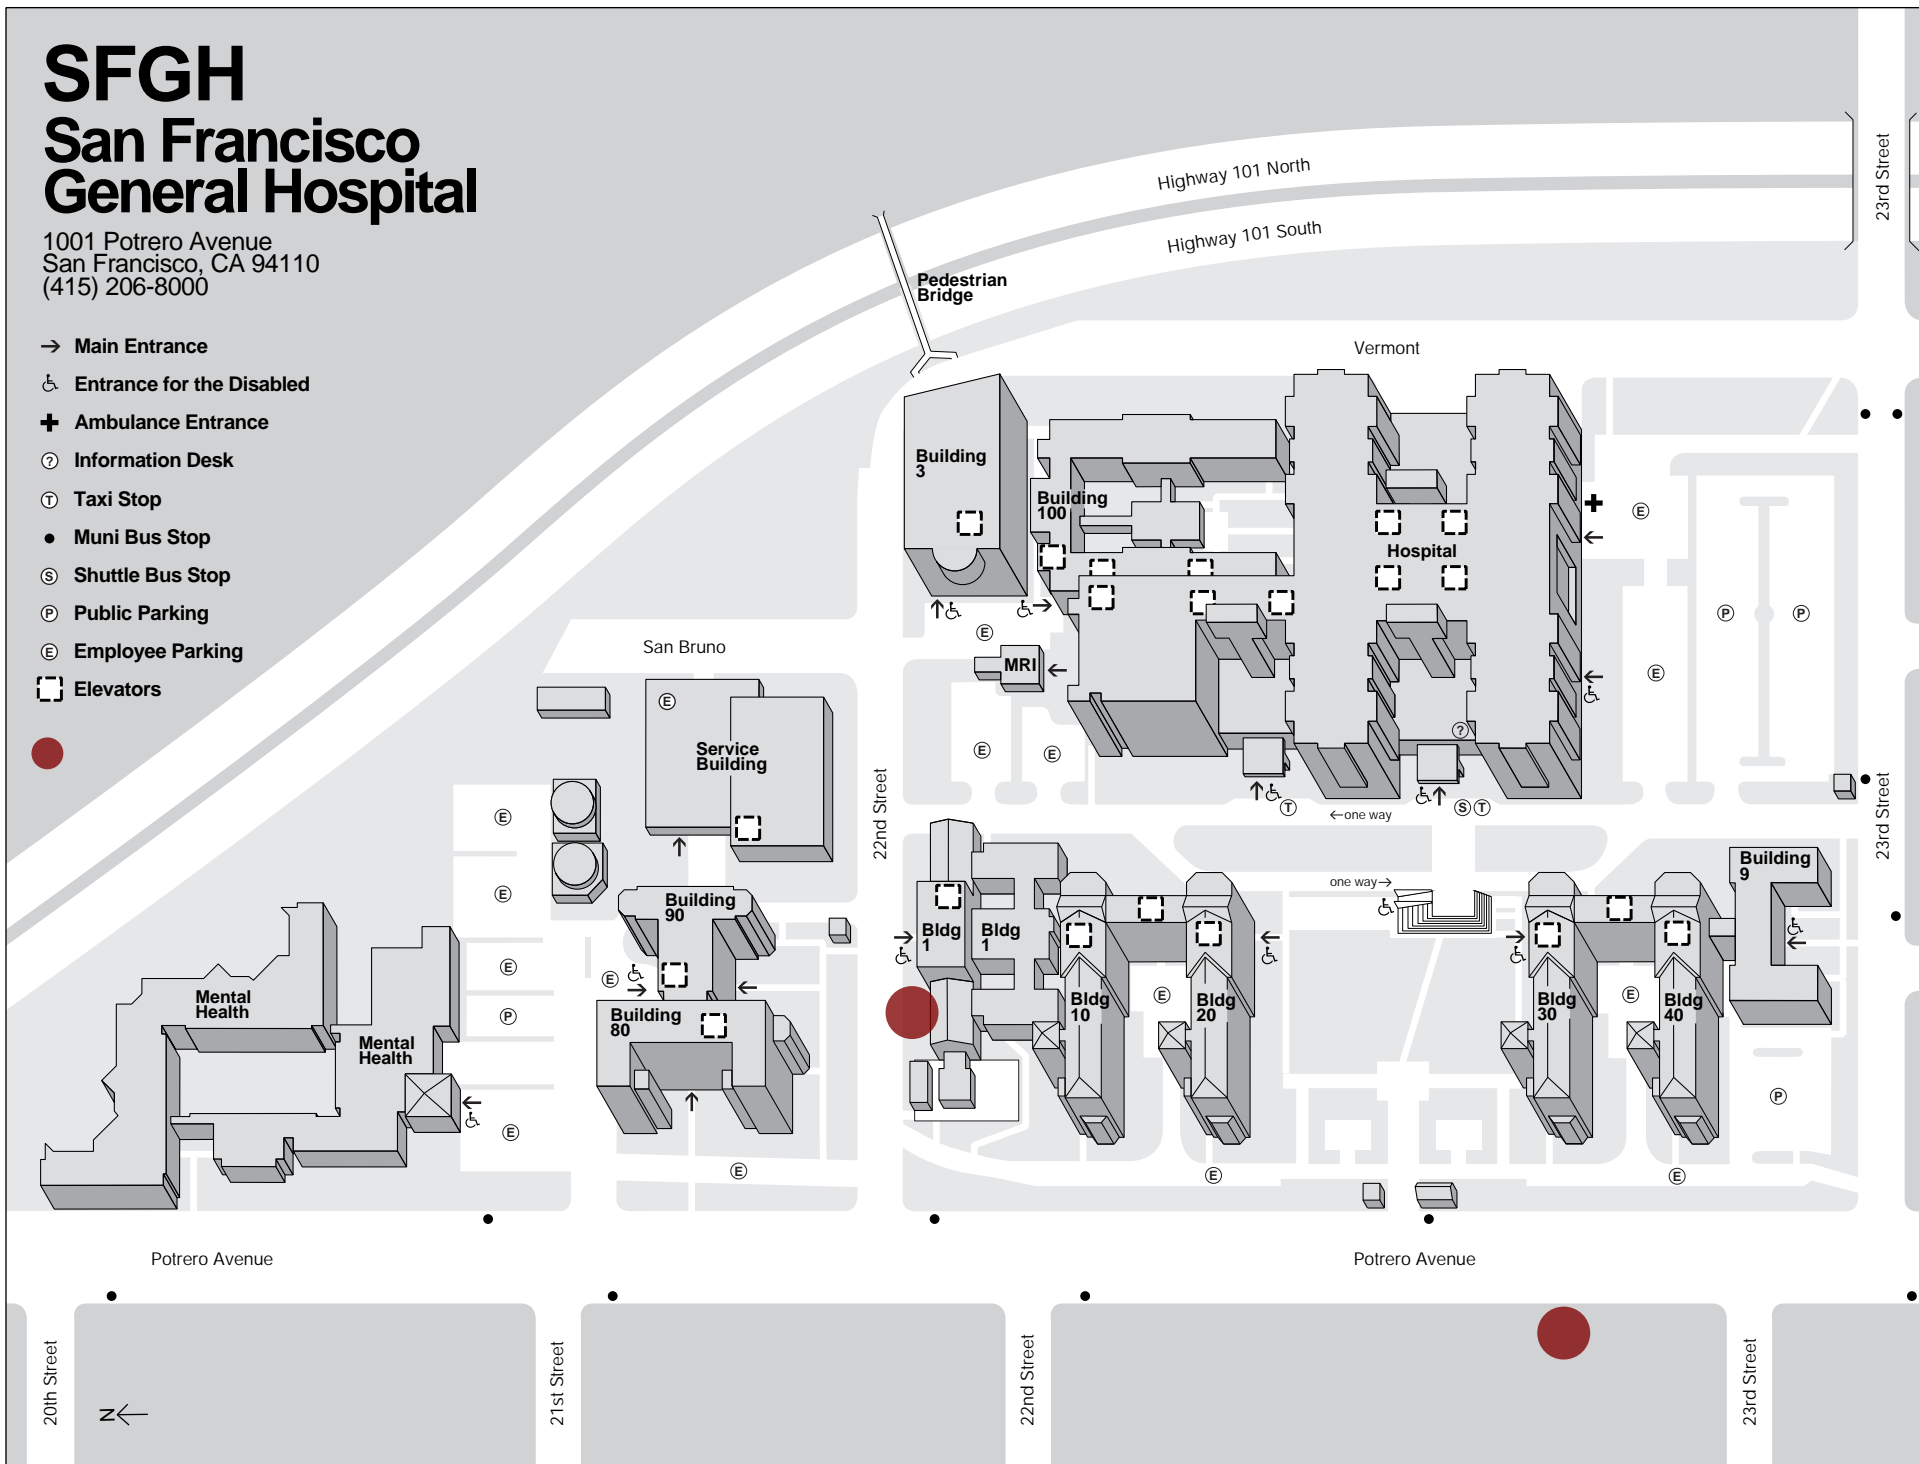 SFGH
San Francisco
General Hospital
1001 Potrero Avenue
San Francisco, CA 94110
(415) 206-8000
Main Entrance
Entrance for the Disabled
Ambulance Entrance
? Information Desk
T Taxi Stop
Muni Bus Stop
S Shuttle Bus Stop
P Public Parking
E Employee Parking
Elevators
Highway 101 North
Highway 101 South
23rd Street
Pedestrian
Bridge
Vermont
Building
3
Building
100
Hospital
E
E
MRI
San Bruno
E
Service
Building
E
E
P
P
E
?
T
S T
one way
22nd Street
23rd Street
E
E
one way
Building
90
Bldg
1
Bldg
1
Building
9
E
P
E
E
Building
80
Bldg
10
E
Bldg
20
Bldg
30
E
Bldg
40
P
Mental
Health
Mental
Health
E
E
E
E
Potrero Avenue
Potrero Avenue
20th Street
21st Street
22nd Street
23rd Street
N